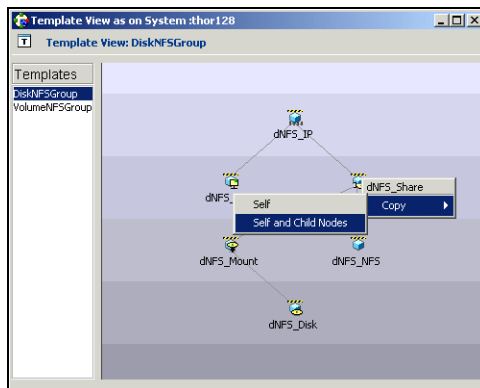 Template View as on System :thor128
Template View: DiskNFSGroup
Templates
DiskNFSGroup
VolumeNFSGroup
dNFS_IP
dNFS_
dNFS_Share
Copy
Self
Self and Child Nodes
dNFS_Mount
dNFS_NFS
dNFS_Disk